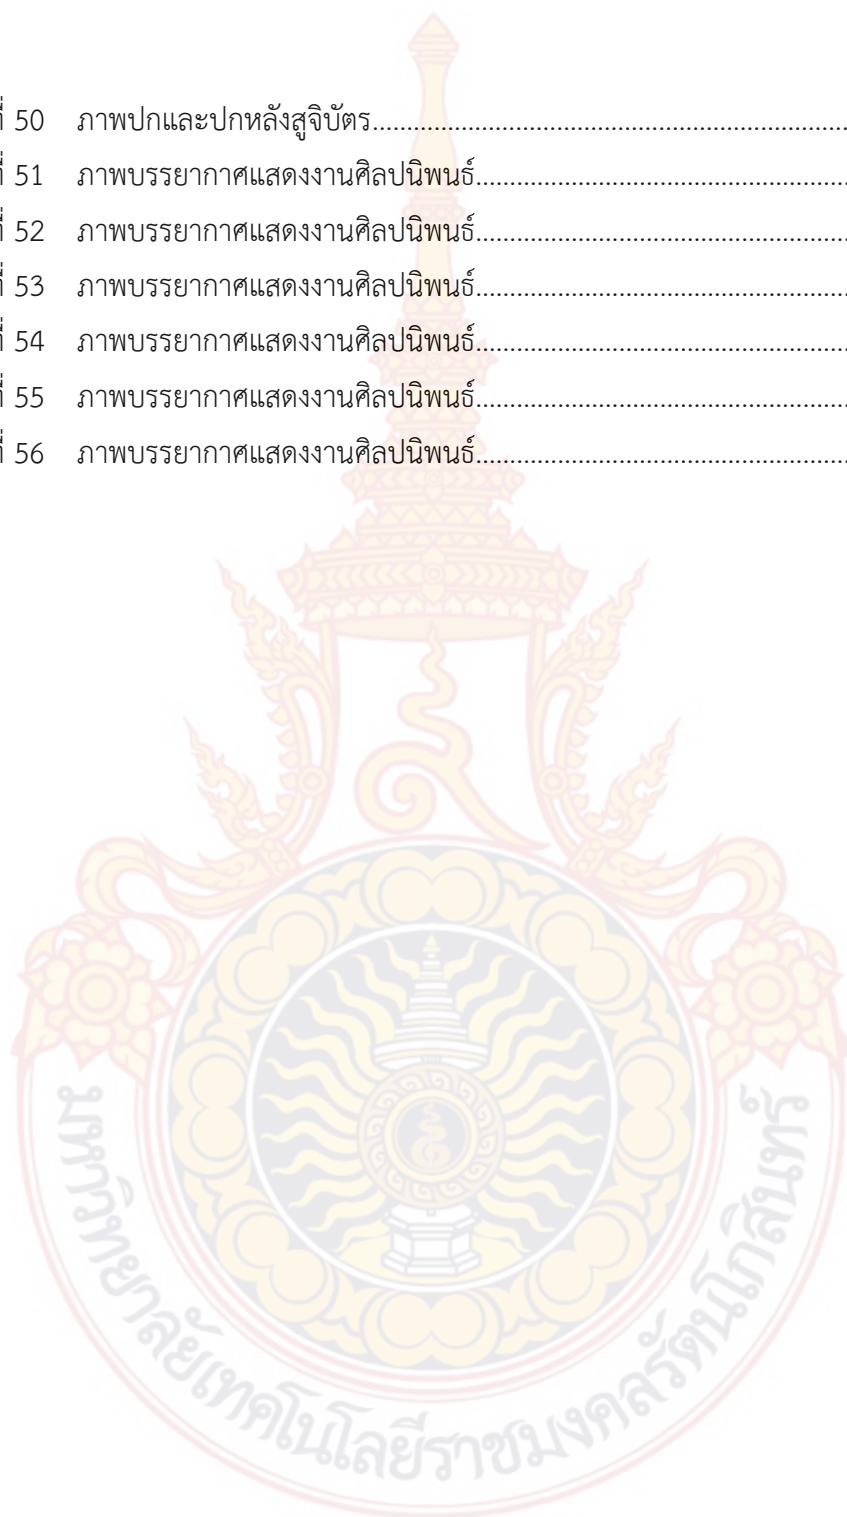 ที่ 50 ภาพปกและปกหลังสูจิบัตร......................................................................................
ที่ 51 ภาพบรรยากาศแสดงงานศิลปนิพนธ์....................................................................
ที่ 52 ภาพบรรยากาศแสดงงานศิลปนิพนธ์....................................................................
ที่ 53 ภาพบรรยากาศแสดงงานศิลปนิพนธ์....................................................................
ที่ 54 ภาพบรรยากาศแสดงงานศิลปนิพนธ์....................................................................
ที่ 55 ภาพบรรยากาศแสดงงานศิลปนิพนธ์....................................................................
ที่ 56 ภาพบรรยากาศแสดงงานศิลปนิพนธ์....................................................................
มหาวิทยาลัยเทคโนโลยีราชมงคลรัตนโกสินทร์